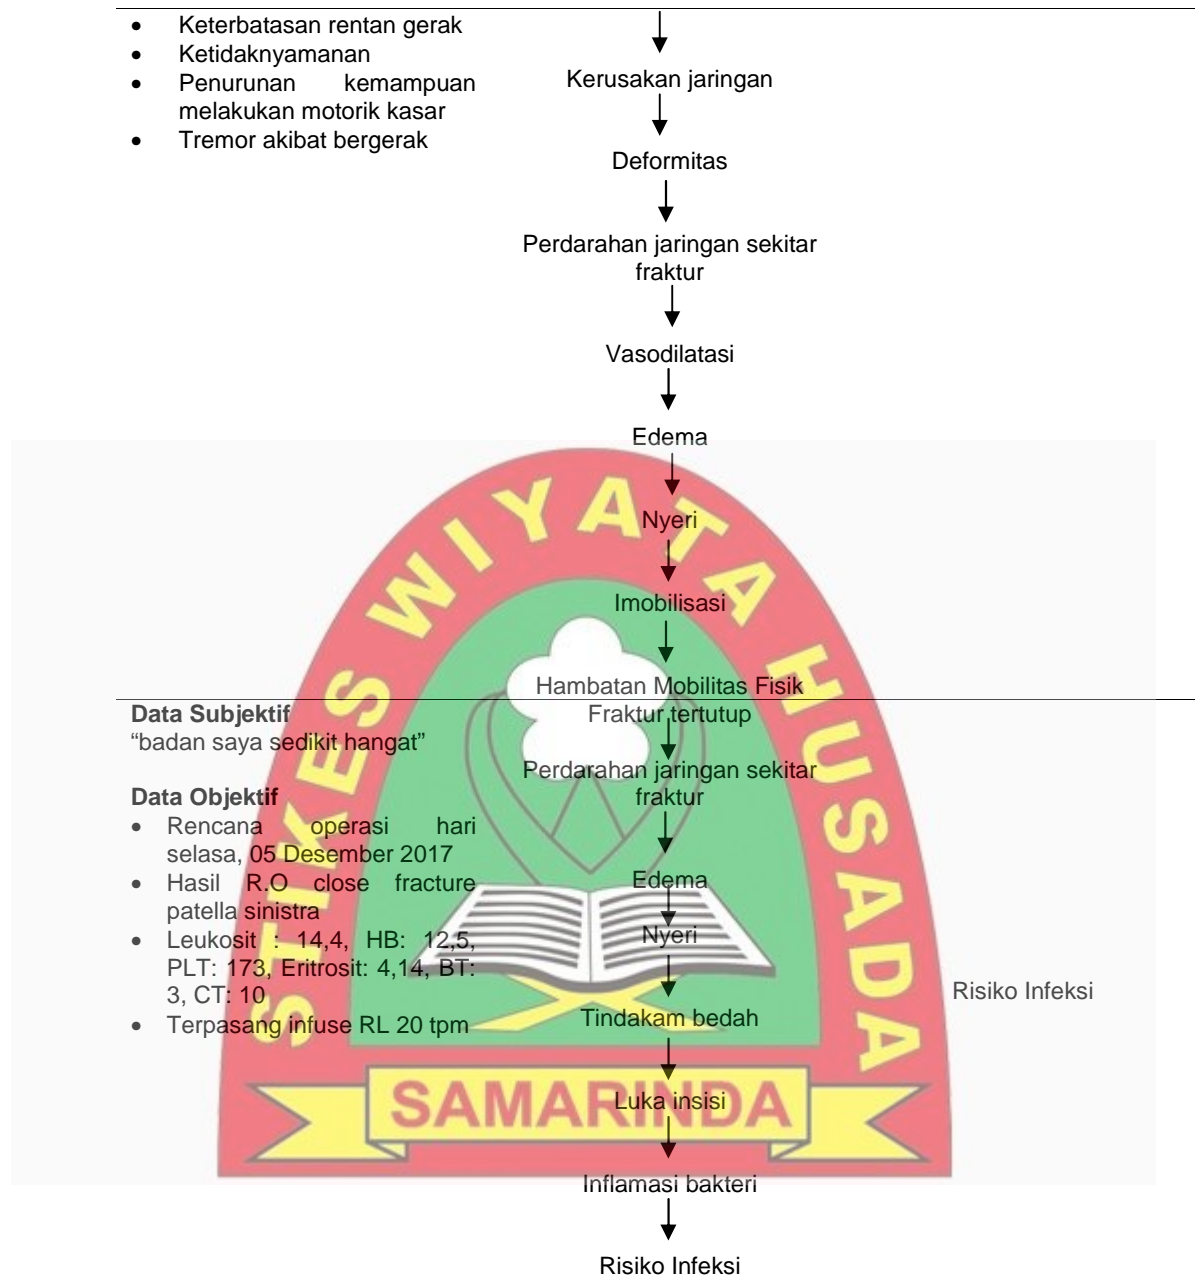 • Keterbatasan rentan gerak
• Ketidaknyamanan
• Penurunan kemampuan
melakukan motorik kasar
• Tremor akibat bergerak
Kerusakan jaringan
Deformitas
Perdarahan jaringan sekitar
fraktur
Vasodilatasi
Edema
Nyeri
Imobilisasi
Hambatan Mobilitas Fisik
Data Subjektif
“badan saya sedikit hangat”
Data Objektif
• Rencana operasi hari
selasa, 05 Desember 2017
• Hasil R.O close fracture
patella sinistra
• Leukosit : 14,4, HB: 12,5,
PLT: 173, Eritrosit: 4,14, BT:
3, CT: 10
• Terpasang infuse RL 20 tpm
Fraktur tertutup
Perdarahan jaringan sekitar
fraktur
Edema
Nyeri
Tindakam bedah
Luka insisi
Inflamasi bakteri
Risiko Infeksi
Risiko Infeksi
STIKES WIYATA HUSADA
SAMARINDA